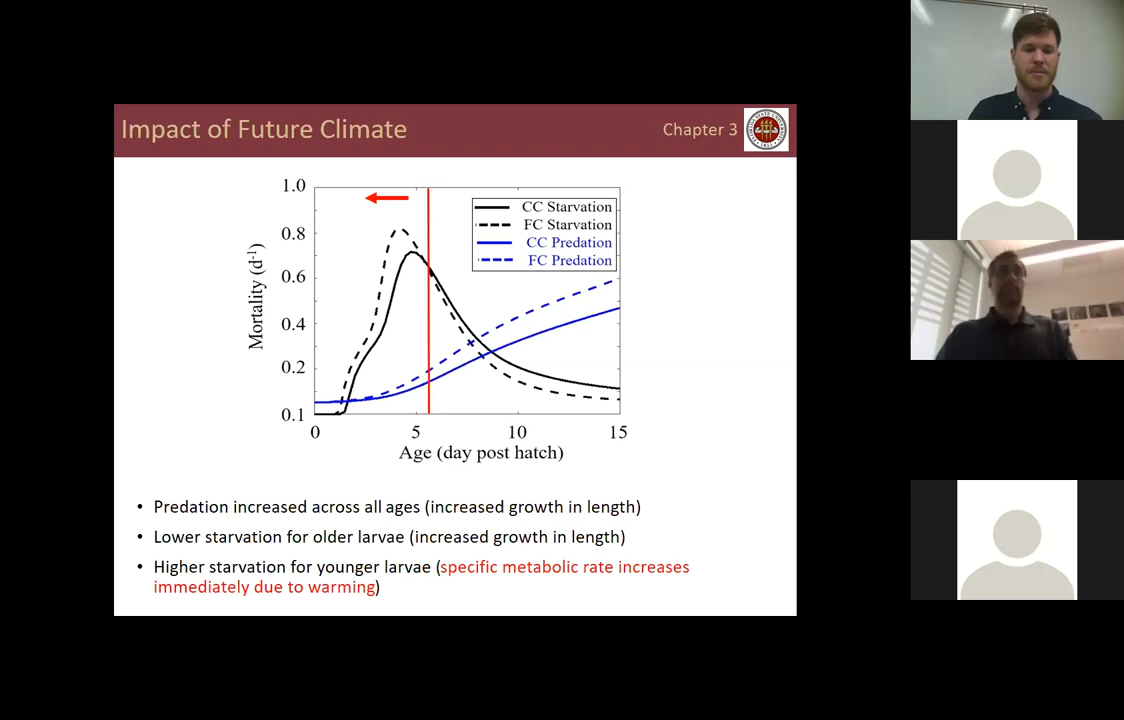 Impact of Future Climate
Chapter 3
1.0
0.8
0.6
0.4
0.2
0.1
Mortality (d-1)
CC Starvation
FC Starvation
CC Predation
FC Predation
0
5
10
15
Age (day post hatch)
• Predation increased across all ages (increased growth in length)
• Lower starvation for older larvae (increased growth in length)
• Higher starvation for younger larvae (specific metabolic rate increases
immediately due to warming)